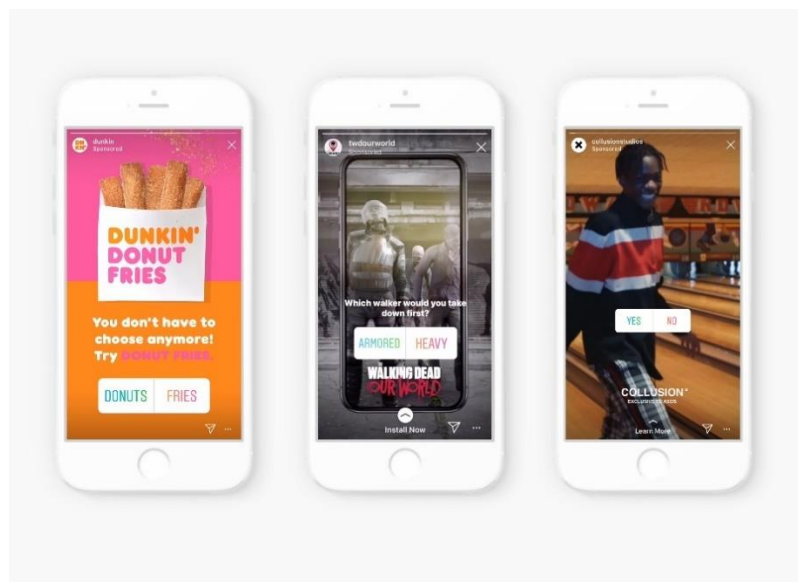 dunkin
Sponsored
DUNKIN'
DONUT
FRIES
You don't have to
choose anymore!
Try DONUT FRIES.
DONUTS
FRIES
twdourworld
Sponsored
Which walker would you take
down first?
ARMORED
HEAVY
WALKING DEAD
OUR WORLD
Install Now
collusionstudios
Sponsored
YES
NO
COLLUSION
Learn More